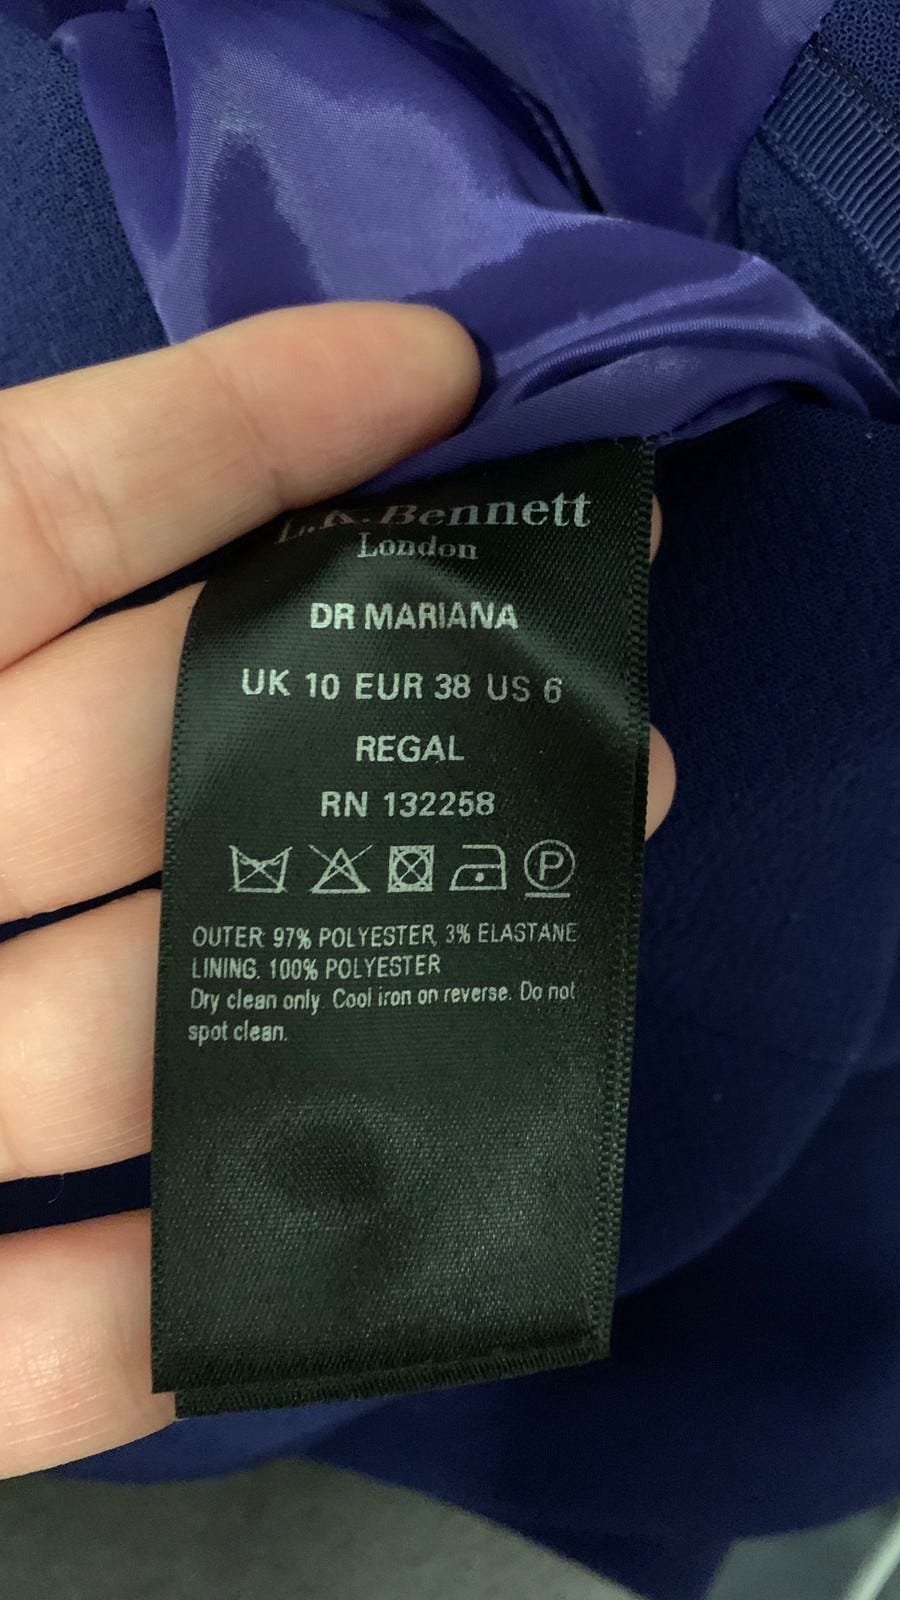 L.K. Bennett
London
DR MARIANA
UK 10 EUR 38 US 6
REGAL
RN 132258
P
OUTER 97% POLYESTER, 3% ELASTANE
LINING. 100% POLYESTER
Dry clean only. Cool iron on reverse. Do not
spot clean.